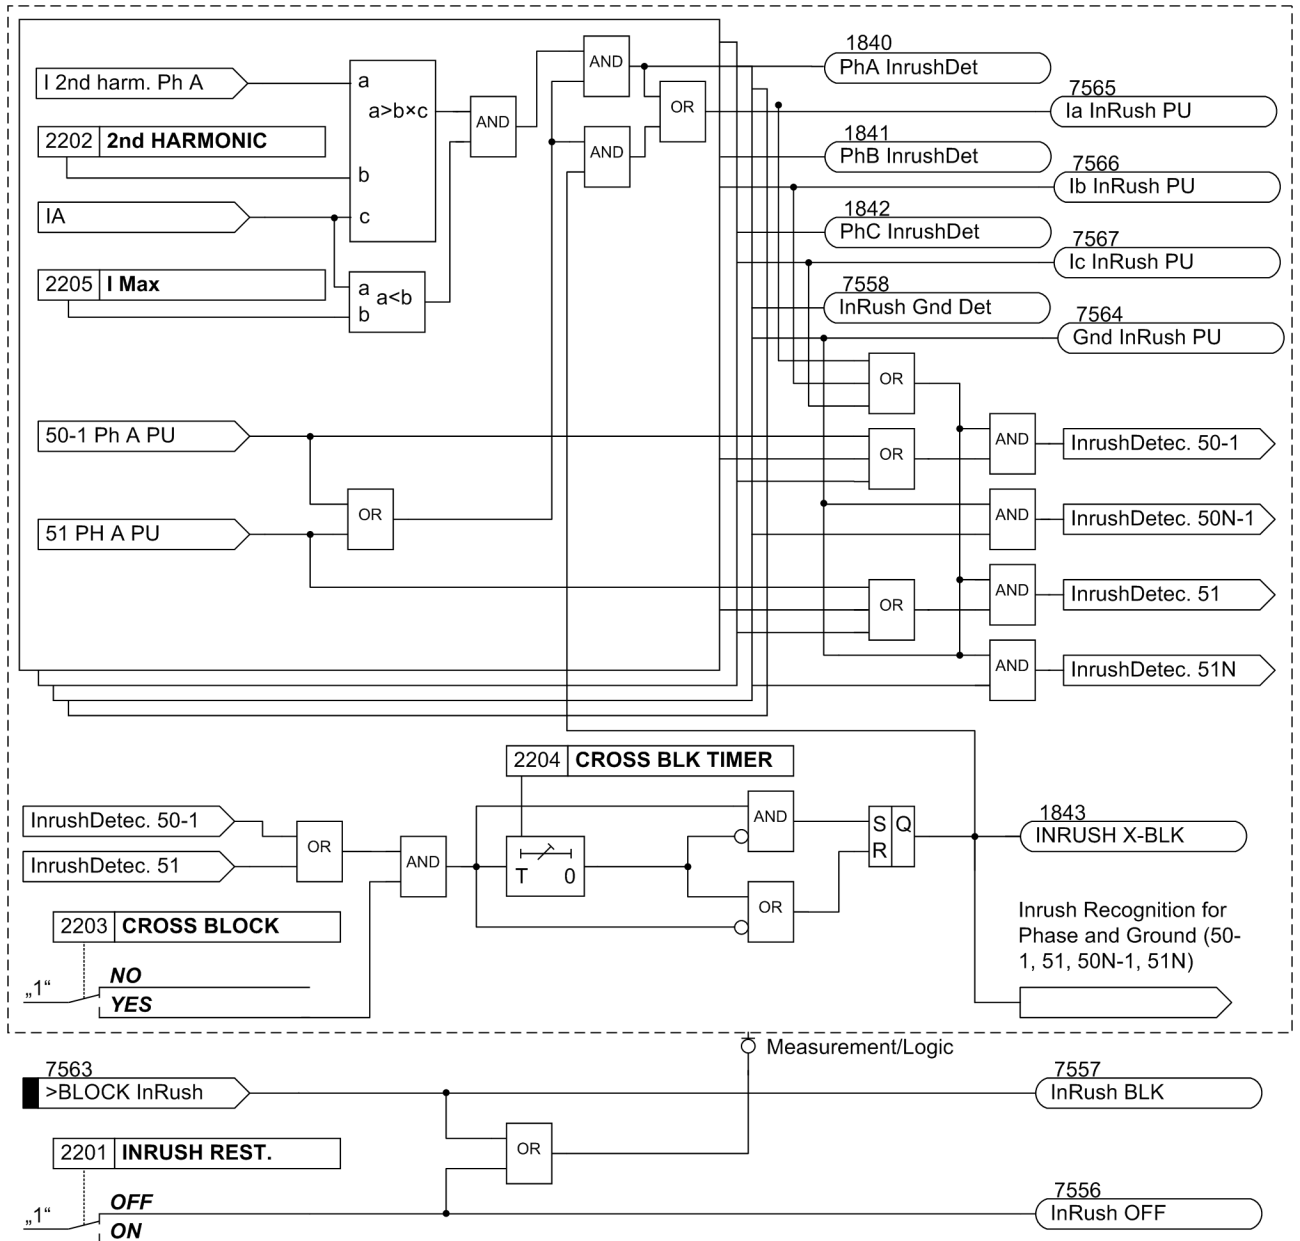 I 2nd harm. Ph A
2202 2nd HARMONIC
IA
2205 I Max
a
a>b×c
b
c
a
a<b
b
AND
AND
AND
OR
1840
PhA InrushDet
7565
Ia InRush PU
1841
PhB InrushDet
7566
Ib InRush PU
1842
PhC InrushDet
7567
Ic InRush PU
7558
InRush Gnd Det
7564
Gnd InRush PU
50-1 Ph A PU
51 PH A PU
OR
OR
OR
OR
AND
InrushDetec. 50-1
AND
InrushDetec. 50N-1
AND
InrushDetec. 51
AND
InrushDetec. 51N
2204 CROSS BLK TIMER
InrushDetec. 50-1
InrushDetec. 51
OR
AND
T 0
AND
OR
S Q
R
1843
INRUSH X-BLK
2203 CROSS BLOCK
NO
„1“
YES
Inrush Recognition for
Phase and Ground (50-
1, 51, 50N-1, 51N)
Measurement/Logic
7563
>BLOCK InRush
7557
InRush BLK
2201 INRUSH REST.
OR
OFF
„1“
ON
7556
InRush OFF